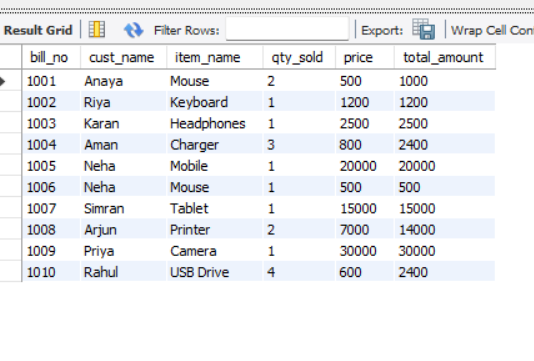 Result Grid Filter Rows: Export: Wrap Cell Con
bill_no cust_name item_name qty_sold price total_amount
1001 Anaya Mouse 2 500 1000
1002 Riya Keyboard 1 1200 1200
1003 Karan Headphones 1 2500 2500
1004 Aman Charger 3 800 2400
1005 Neha Mobile 1 20000 20000
1006 Neha Mouse 1 500 500
1007 Simran Tablet 1 15000 15000
1008 Arjun Printer 2 7000 14000
1009 Priya Camera 1 30000 30000
1010 Rahul USB Drive 4 600 2400